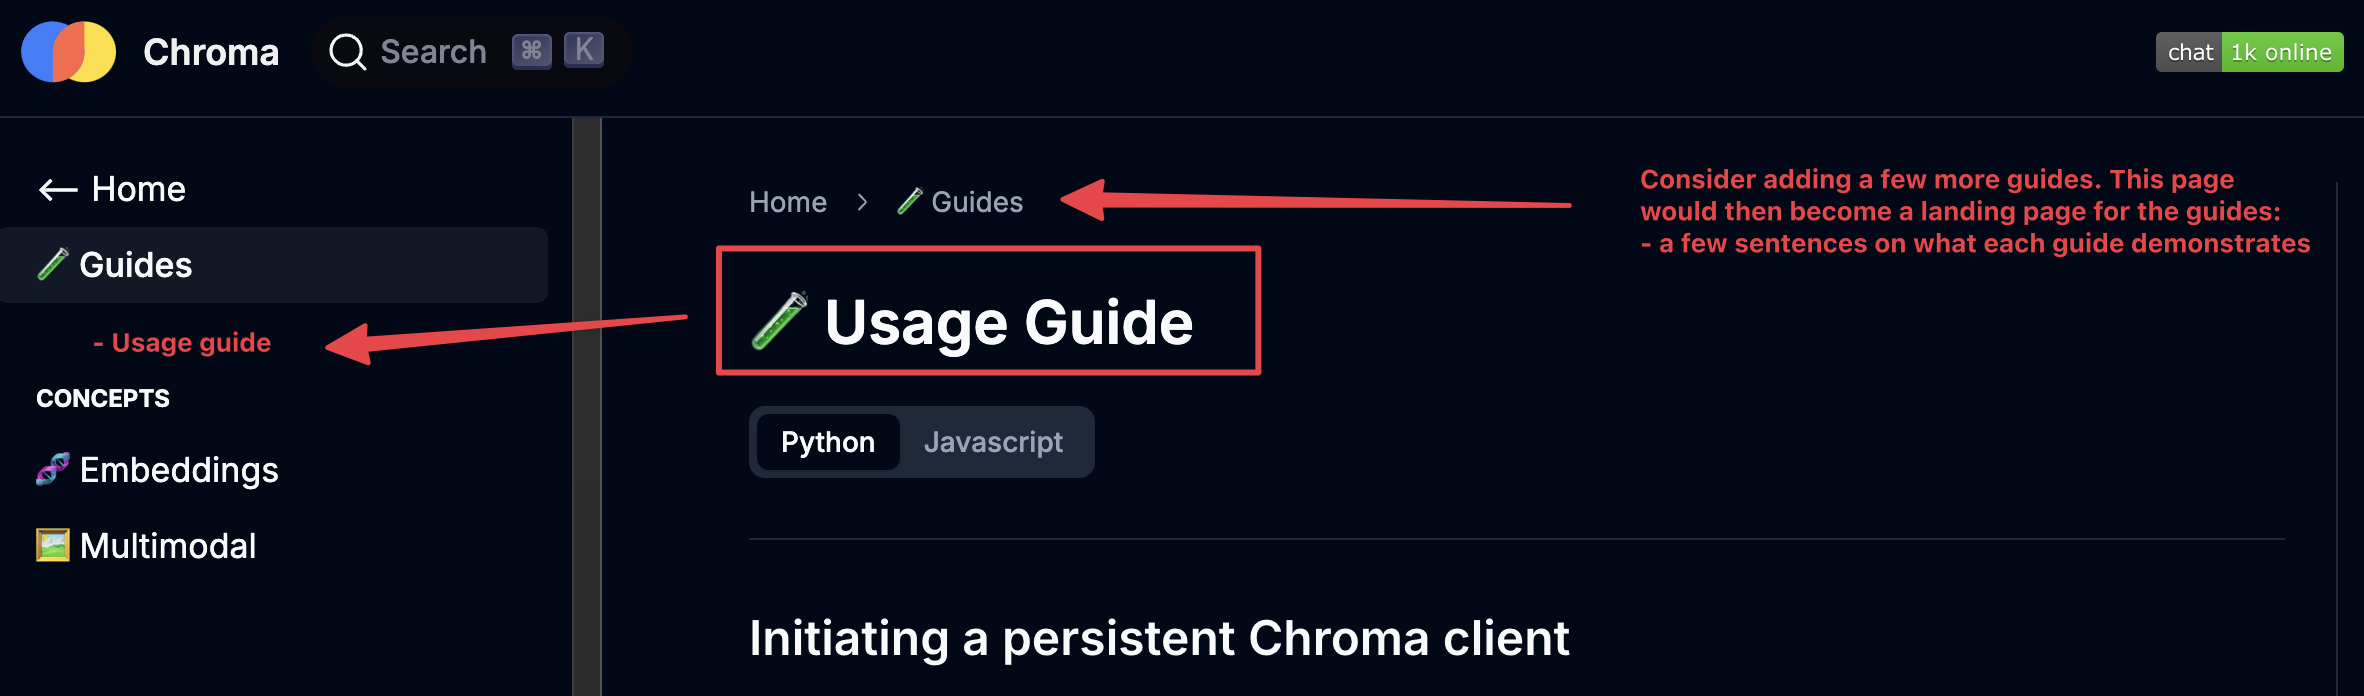 Chroma
Search ⌘ K
chat 1k online
← Home
Guides
- Usage guide
CONCEPTS
Embeddings
Multimodal
Home > Guides
Consider adding a few more guides. This page
would then become a landing page for the guides:
- a few sentences on what each guide demonstrates
Usage Guide
Python Javascript
Initiating a persistent Chroma client